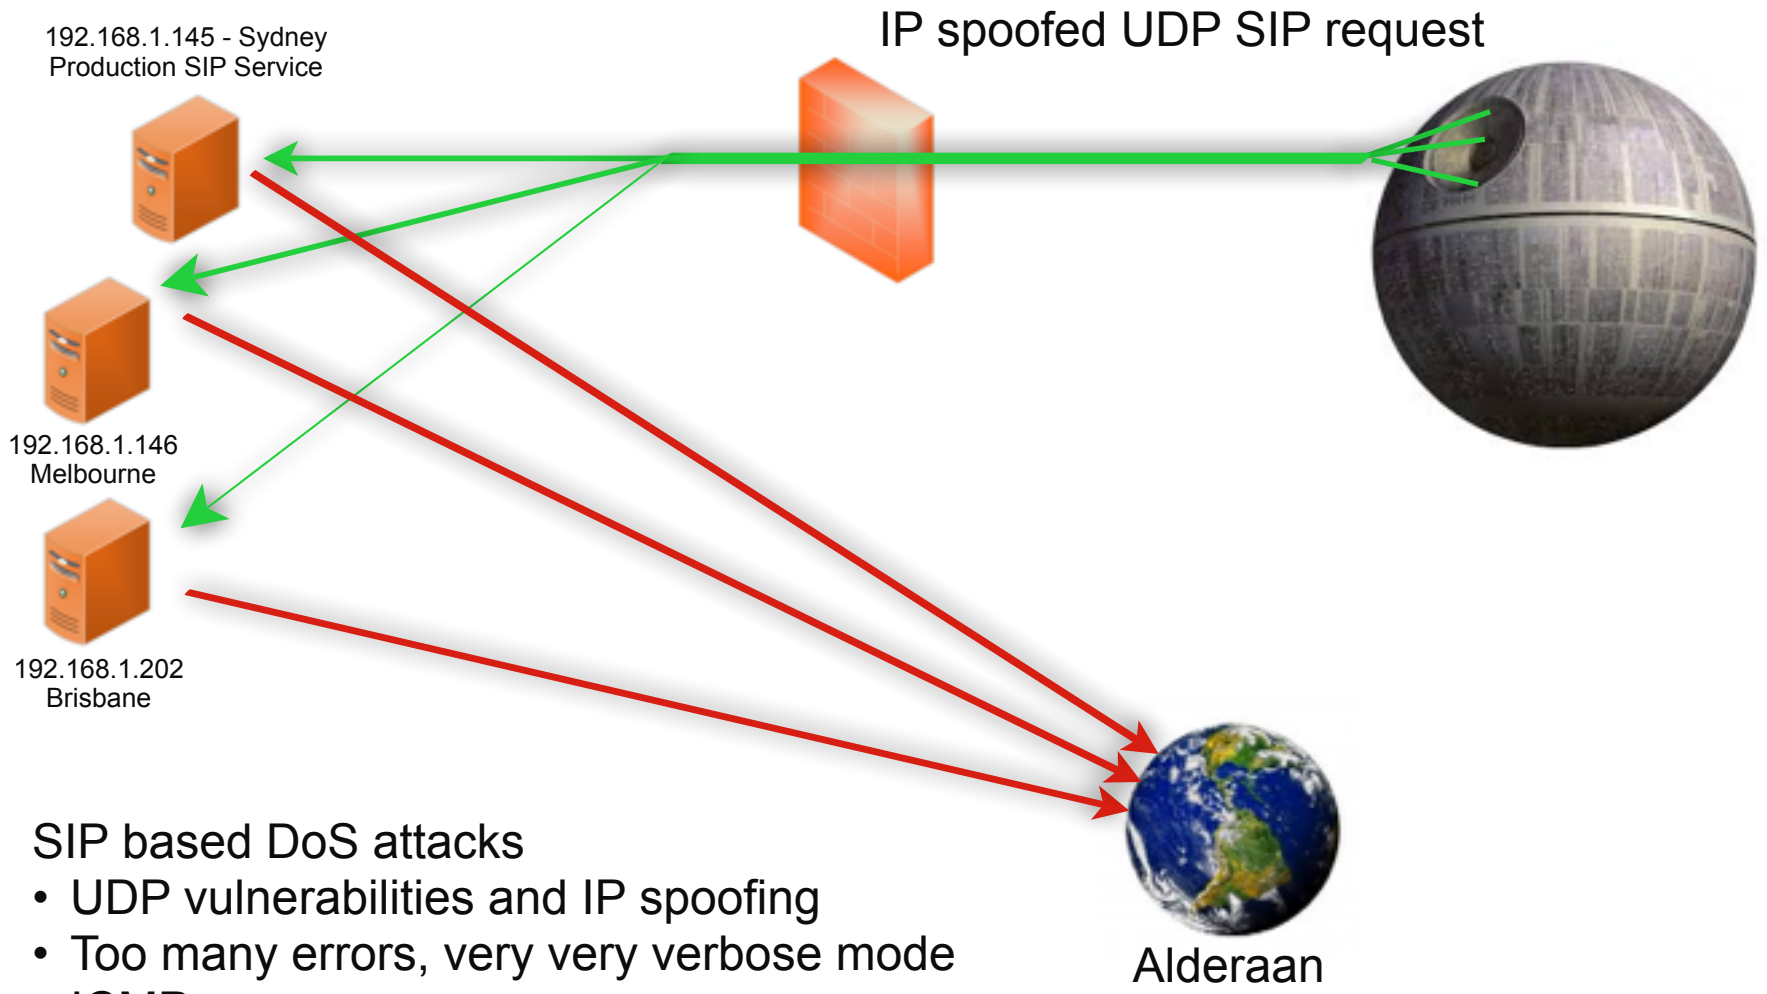 IP spoofed UDP SIP request
192.168.1.145 - Sydney
Production SIP Service
192.168.1.146
Melbourne
192.168.1.202
Brisbane
SIP based DoS attacks
• UDP vulnerabilities and IP spoofing
• Too many errors, very very verbose mode
Alderaan